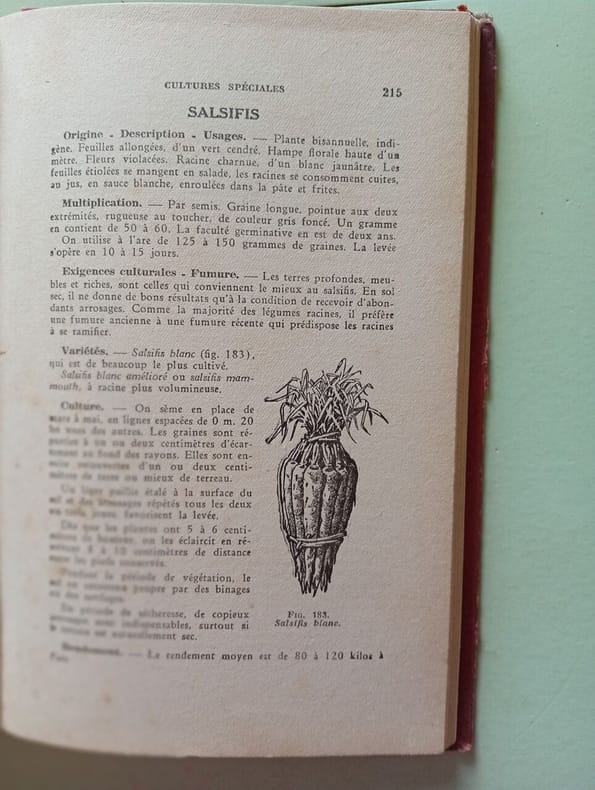 CULTURES SPÉCIALES
215
SALSIFIS
Origine - Description - Usages. — Plante bisannuelle, indi-
gène. Feuilles allongées, d'un vert cendré. Hampe florale haute d'un
mètre. Fleurs violacées. Racine charnue, d'un blanc jaunâtre. Les
feuilles étiolées se mangent en salade, les racines se consomment cuites,
au jus, en sauce blanche, enroulées dans la pâte et frites.
Multiplication. — Par semis. Graine longue, pointue aux deux
extrémités, rugueuse au toucher, de couleur gris foncé. Un gramme
en contient de 50 à 60. La faculté germinative en est de deux ans.
On utilise à l'are de 125 à 150 grammes de graines. La levée
s'opère en 10 à 15 jours.
Exigences culturales - Fumure. — Les terres profondes, meu-
bles et riches, sont celles qui conviennent le mieux au salsifis. En sol
sec, il ne donne de bons résultats qu'à la condition de recevoir d'abon-
dants arrosages. Comme la majorité des légumes racines, il préfère
une fumure ancienne à une fumure récente qui prédispose les racines
à se ramifier.
Variétés. — Salsifis blanc (fig. 183),
qui est de beaucoup le plus cultivé.
Salsifis blanc amélioré ou salsifis mam-
mouth, à racine plus volumineuse.
Culture. — On sème en place de
mars à mai, en lignes espacées de 0 m. 20
les unes des autres. Les graines sont ré-
parties à un ou deux centimètres d'écar-
tement au fond des rayons. Elles sont en-
suite recouvertes d'un ou deux centi-
mètres de terre ou mieux de terreau.
Un léger paillis étalé à la surface du
sol et des bassinages répétés tous les deux
ou trois jours, favorisent la levée.
Dès que les plantes ont 5 à 6 centi-
mètres de hauteur, on les éclaircit en ré-
servant 8 à 10 centimètres de distance
entre les pieds conservés.
Pendant la période de végétation, le
sol est maintenu propre par des binages
ou des sarclages.
En période de sécheresse, de copieux
arrosages sont indispensables, surtout si
le terrain est naturellement sec.
FIG. 183.
Salsifis blanc.
Rendement. — Le rendement moyen est de 80 à 120 kilos à
l'are.